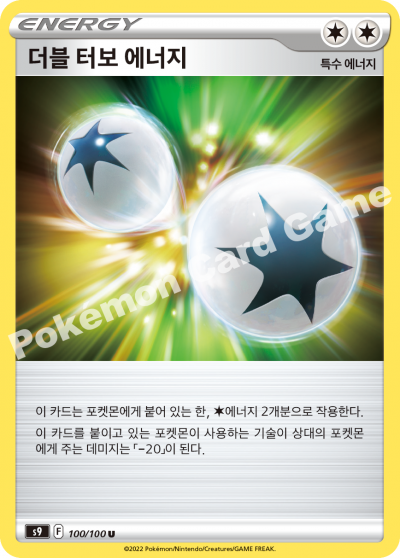 ENERGY
더블 터보 에너지
특수 에너지
Pokémon Card Game
이 카드는 포켓몬에게 붙어 있는 한, 에너지 2개분으로 작용한다.
이 카드를 붙이고 있는 포켓몬이 사용하는 기술이 상대의 포켓몬
에게 주는 데미지는 「-20」이 된다.
s9 F 100/100 U
©2022 Pokémon/Nintendo/Creatures/GAME FREAK.